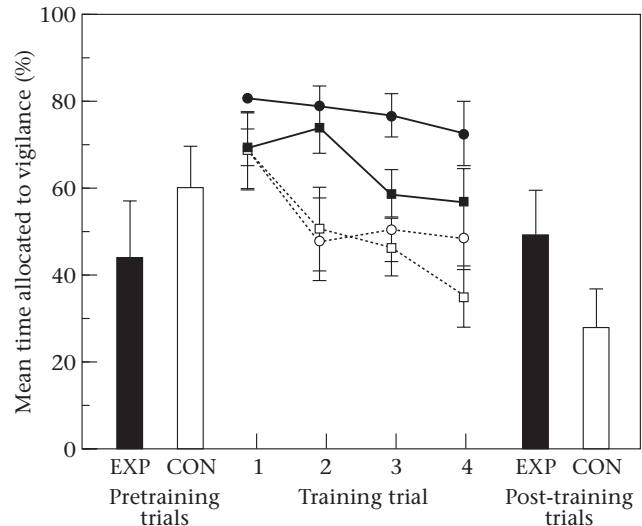 Mean time allocated to vigilance (%)
100
80
60
40
20
0
EXP CON 1 2 3 4 EXP CON
Pretraining trials
Training trial
Post-training trials